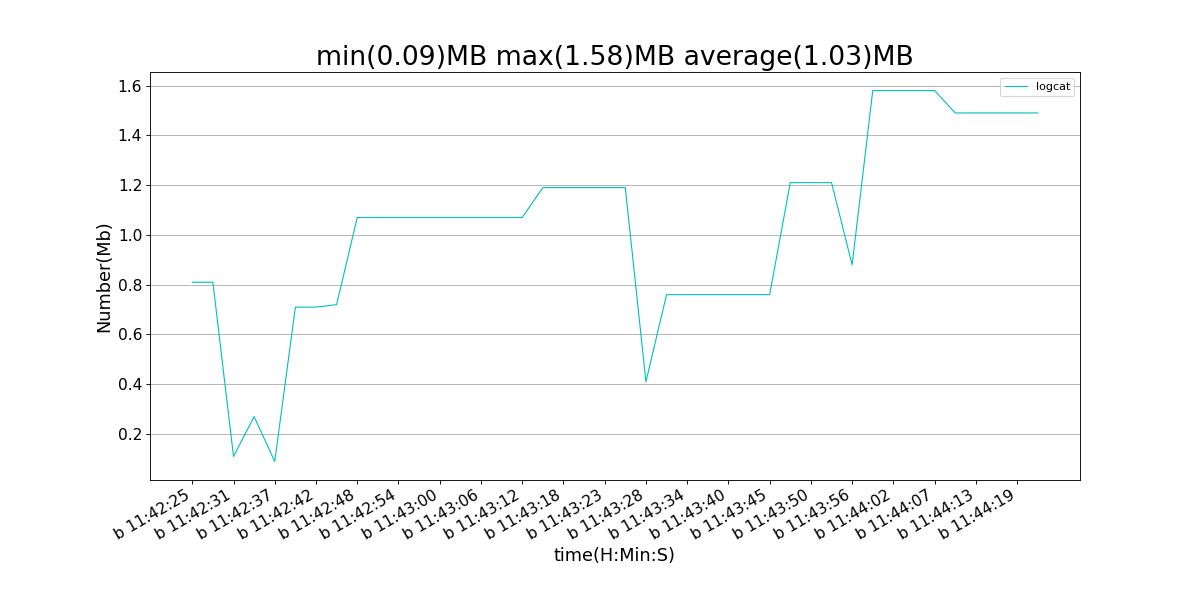 min(0.09)MB max(1.58)MB average(1.03)MB
logcat
1.6
1.4
1.2
1.0
0.8
0.6
0.4
0.2
Number(Mb)
b 11:42:25
b 11:42:31
b 11:42:37
b 11:42:42
b 11:42:48
b 11:42:54
b 11:43:00
b 11:43:06
b 11:43:12
b 11:43:18
b 11:43:23
b 11:43:28
b 11:43:34
b 11:43:40
b 11:43:45
b 11:43:50
b 11:43:56
b 11:44:02
b 11:44:07
b 11:44:13
b 11:44:19
time(H:Min:S)